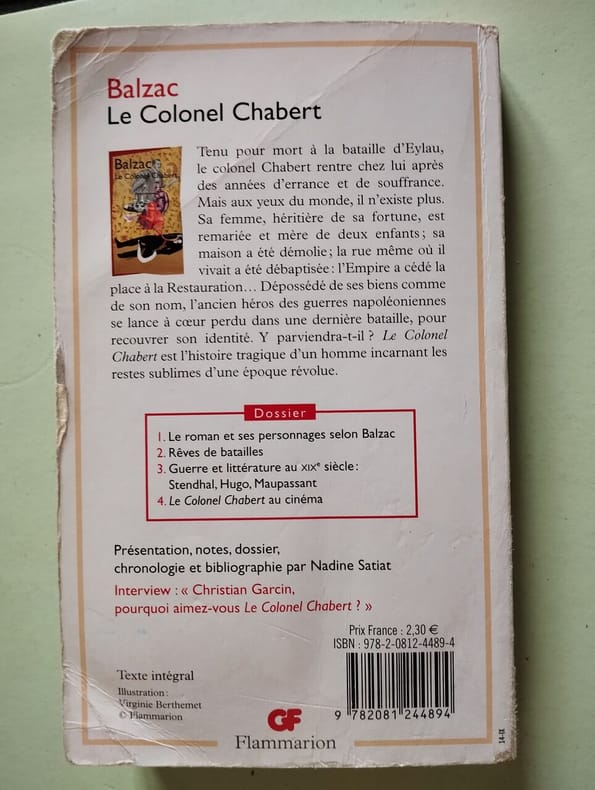 Balzac
Le Colonel Chabert
Balzac
Le Colonel Chabert
Tenu pour mort à la bataille d'Eylau,
le colonel Chabert rentre chez lui après
des années d'errance et de souffrance.
Mais aux yeux du monde, il n'existe plus.
Sa femme, héritière de sa fortune, est
remariée et mère de deux enfants ; sa
maison a été démolie ; la rue même où il
vivait a été débaptisée : l'Empire a cédé la
place à la Restauration… Dépossédé de ses biens comme
de son nom, l'ancien héros des guerres napoléoniennes
se lance à cœur perdu dans une dernière bataille, pour
recouvrer son identité. Y parviendra-t-il ? Le Colonel
Chabert est l'histoire tragique d'un homme incarnant les
restes sublimes d'une époque révolue.
Dossier
1. Le roman et ses personnages selon Balzac
2. Rêves de batailles
3. Guerre et littérature au XIXe siècle :
Stendhal, Hugo, Maupassant
4. Le Colonel Chabert au cinéma
Présentation, notes, dossier,
chronologie et bibliographie par Nadine Satiat
Interview : « Christian Garcin,
pourquoi aimez-vous Le Colonel Chabert ? »
Prix France : 2,30 €
ISBN : 978-2-0812-4489-4
Texte intégral
Illustration :
Virginie Berthemet
© Flammarion
9 782081 244894
GF
Flammarion
14-IX